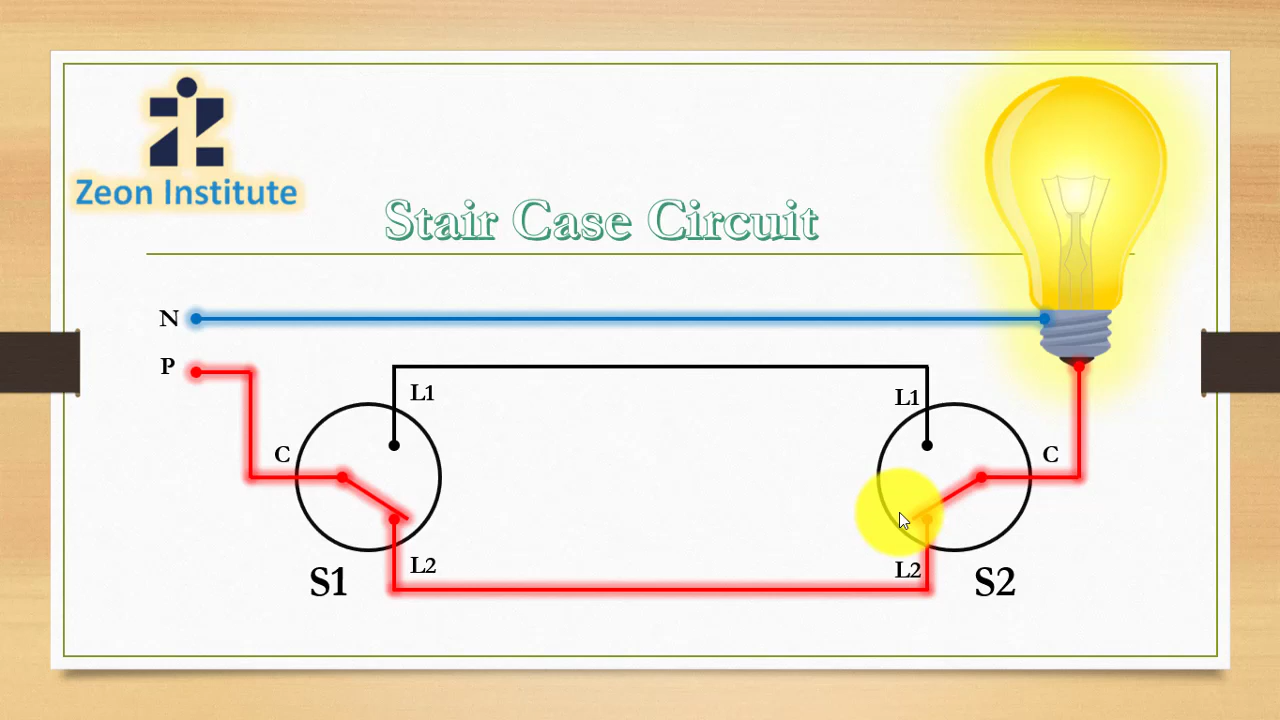 Zeon Institute
Stair Case Circuit
N
P
L1
L1
C
C
L2
L2
S1
S2